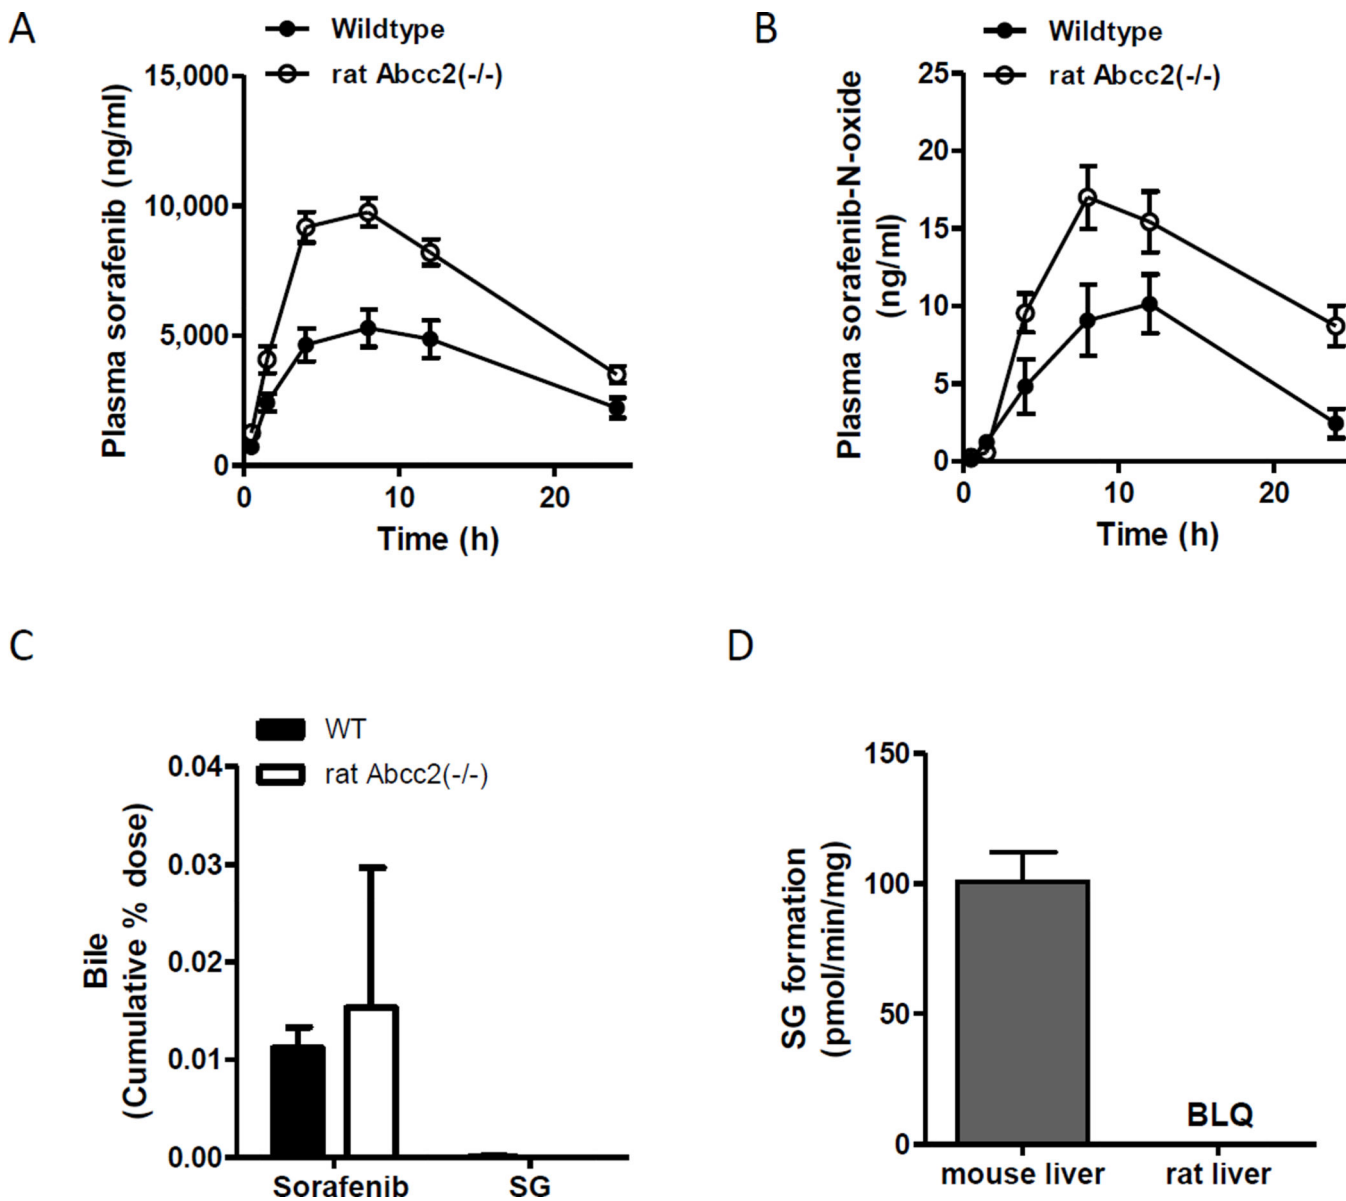 A
Wildtype
rat Abcc2(-/-)
15,000
10,000
5,000
0
Plasma sorafenib (ng/ml)
0
10
20
Time (h)
B
Wildtype
rat Abcc2(-/-)
25
20
15
10
5
0
Plasma sorafenib-N-oxide
(ng/ml)
0
10
20
Time (h)
C
WT
rat Abcc2(-/-)
0.04
0.03
0.02
0.01
0.00
Bile
(Cumulative % dose)
Sorafenib
SG
D
150
100
50
0
SG formation
(pmol/min/mg)
BLQ
mouse liver
rat liver